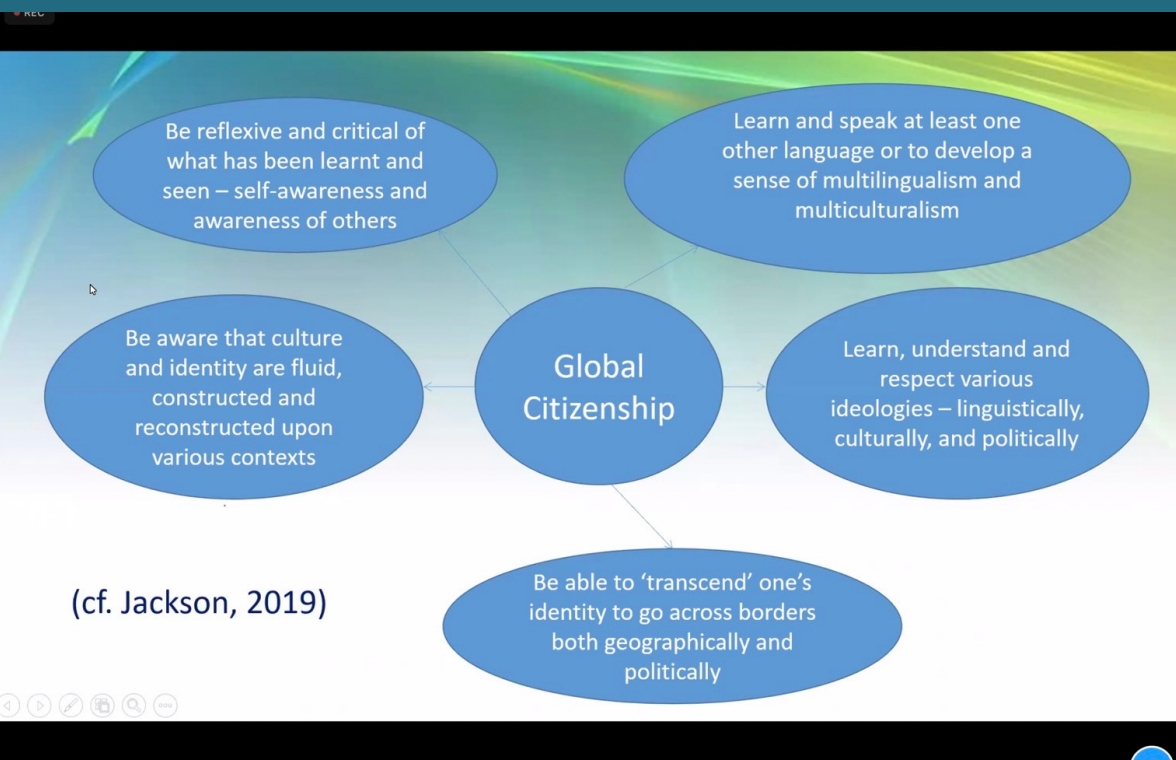 REC
Be reflexive and critical of
what has been learnt and
seen – self-awareness and
awareness of others
Learn and speak at least one
other language or to develop a
sense of multilingualism and
multiculturalism
Be aware that culture
and identity are fluid,
constructed and
reconstructed upon
various contexts
Global
Citizenship
Learn, understand and
respect various
ideologies – linguistically,
culturally, and politically
Be able to ‘transcend’ one’s
identity to go across borders
both geographically and
politically
(cf. Jackson, 2019)